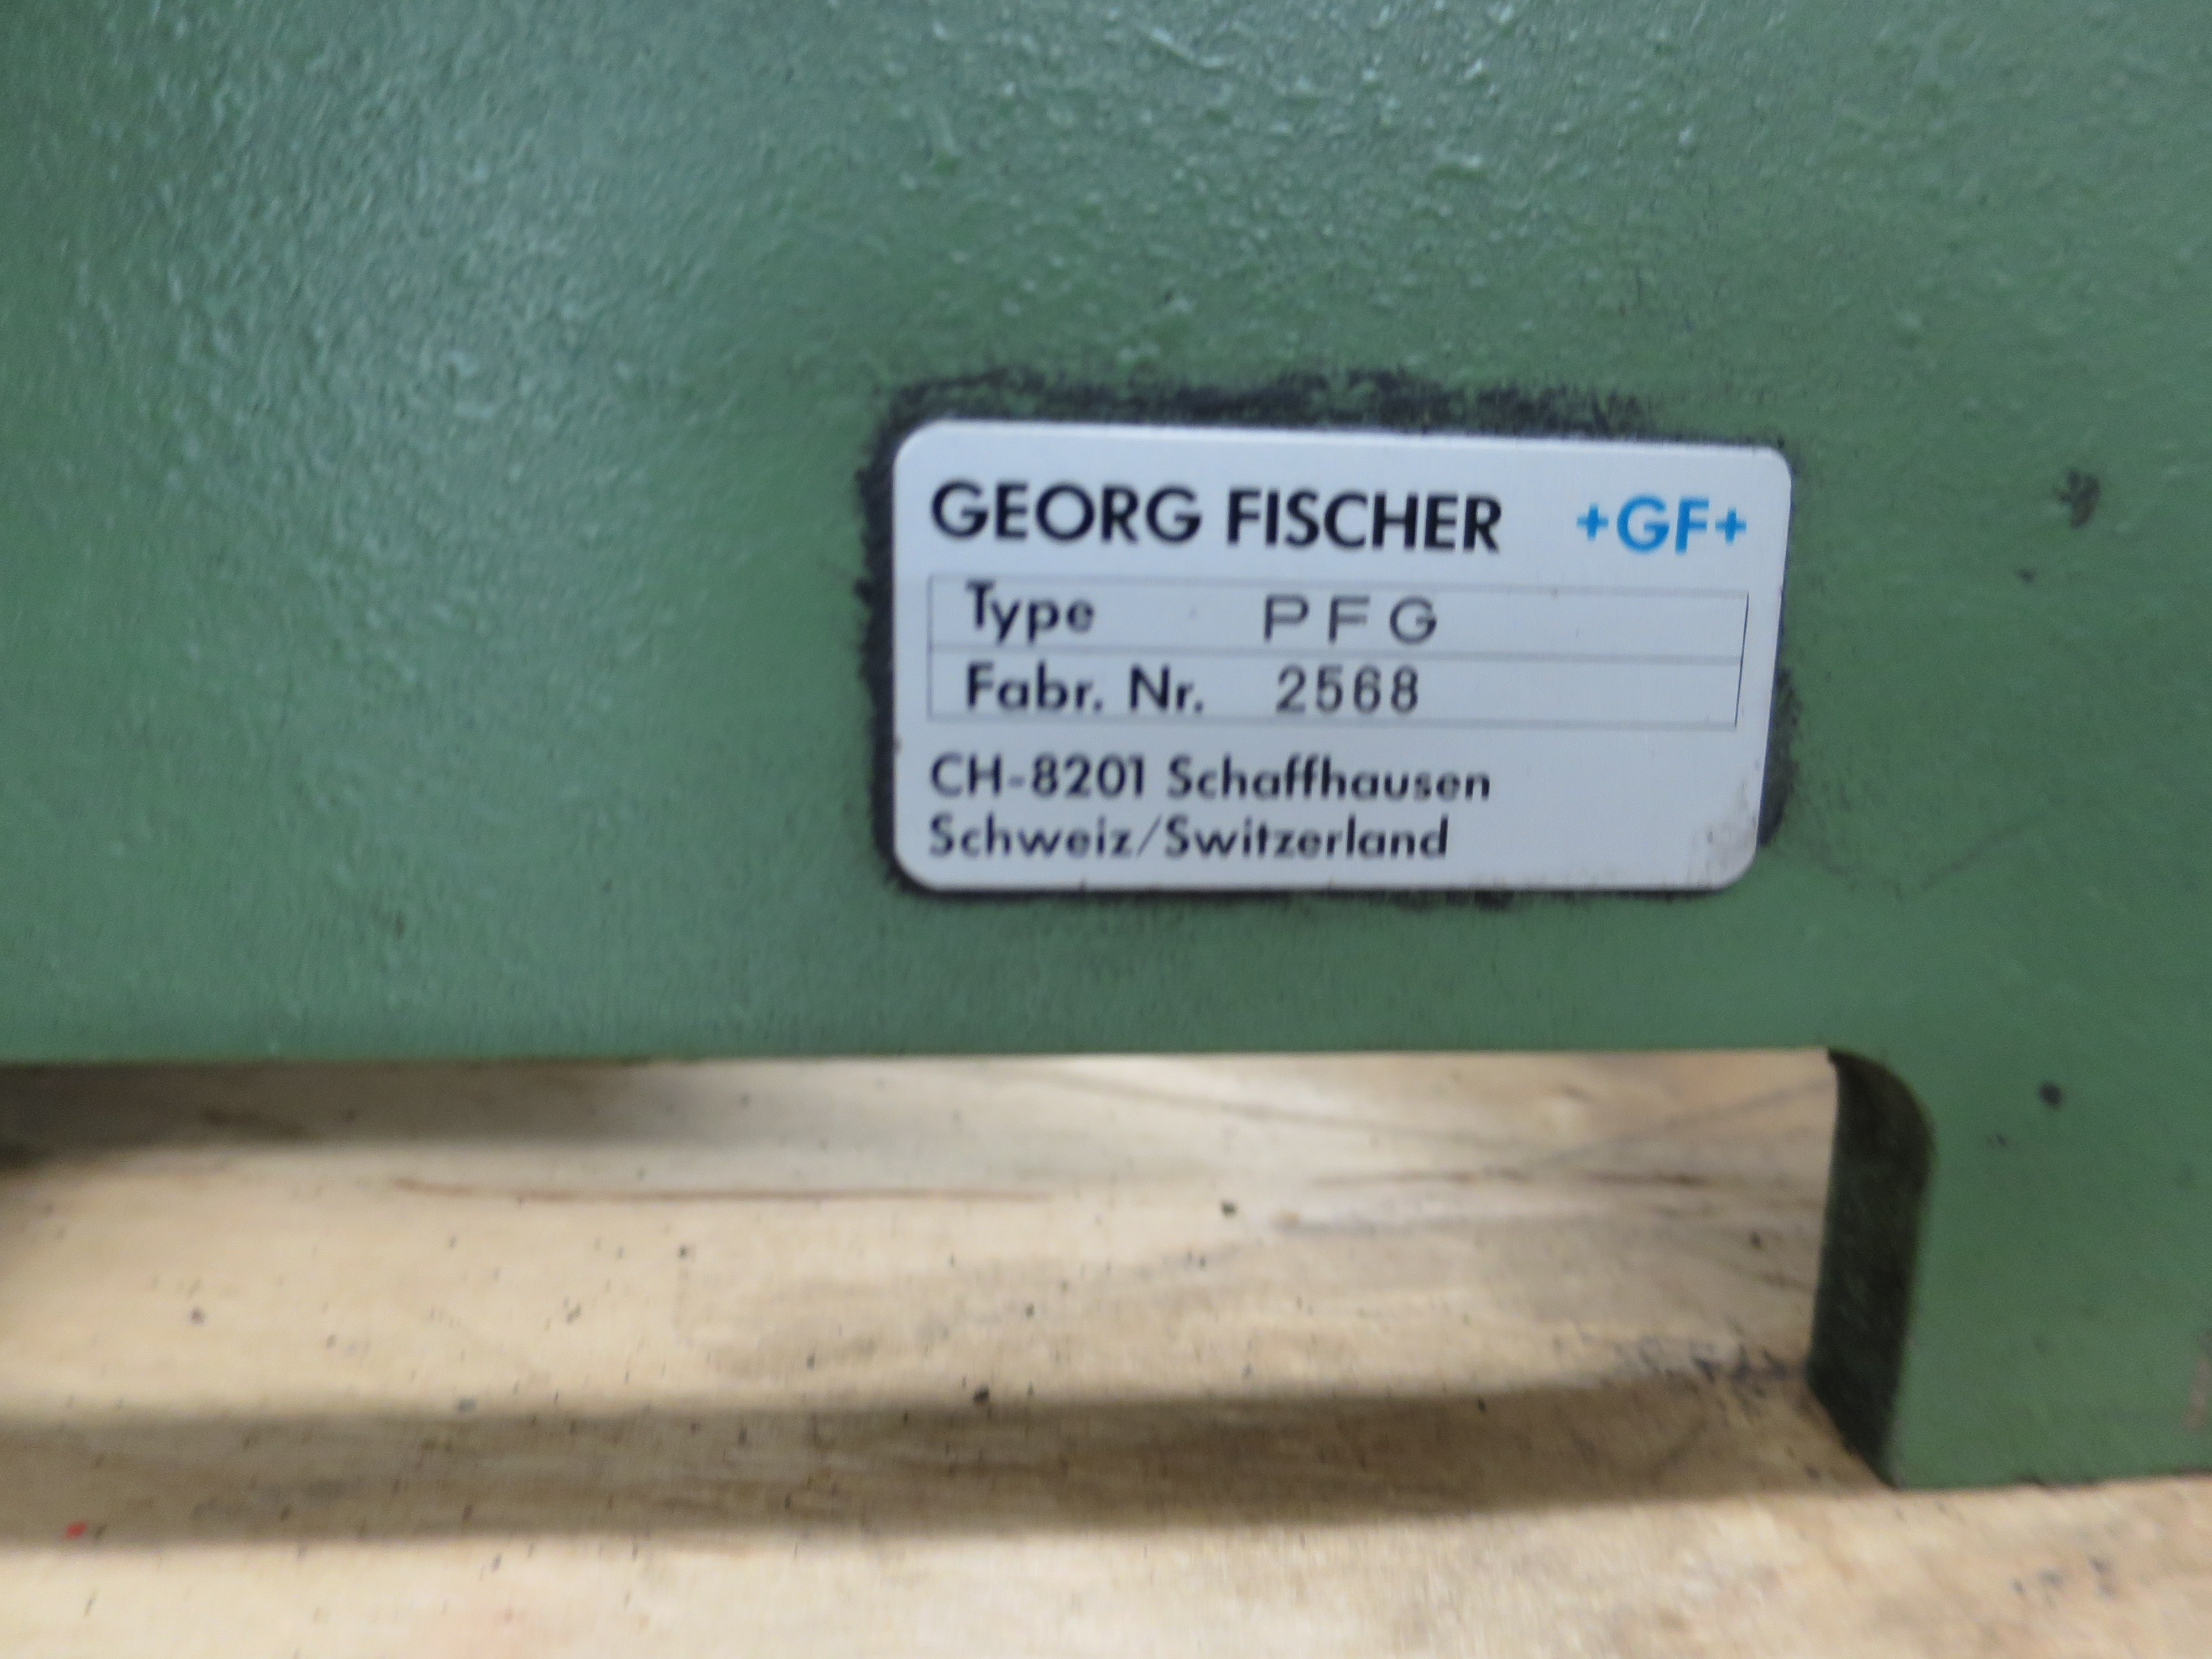 GEORG FISCHER +GF+
Type PFG
Fabr. Nr. 2568
CH-8201 Schaffhausen
Schweiz/Switzerland